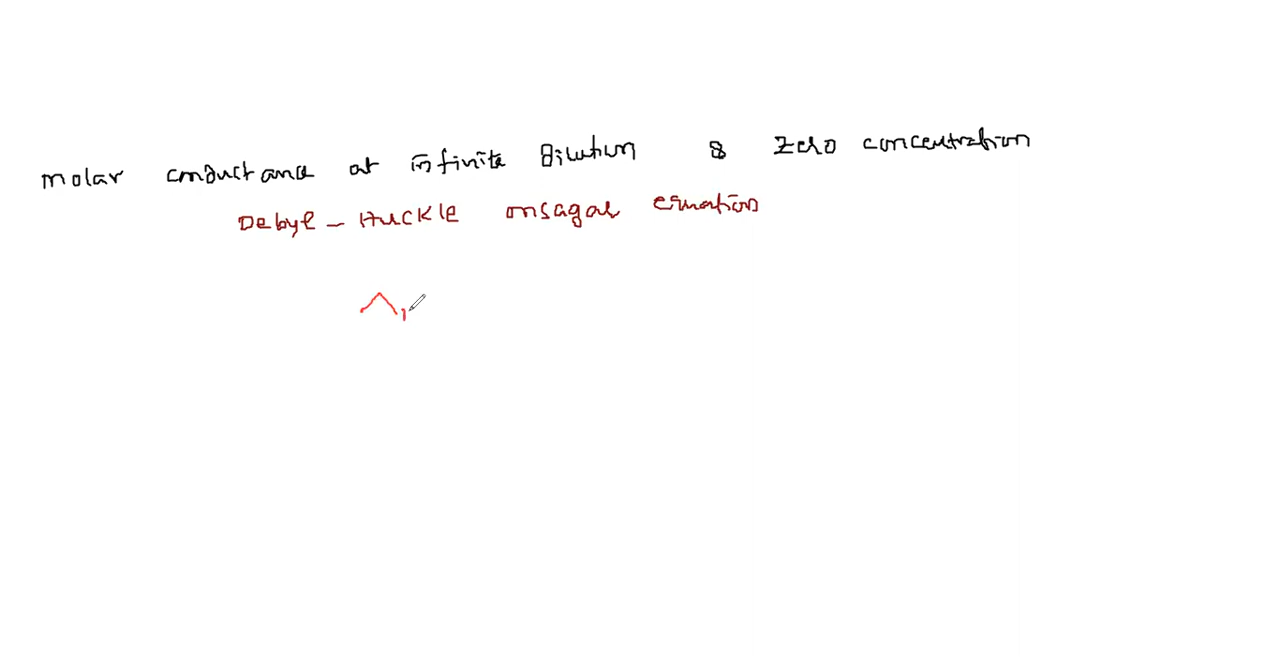 molar conductance at infinite dilution & zero concentration
Debye - Huckle onsagar equation
Λ